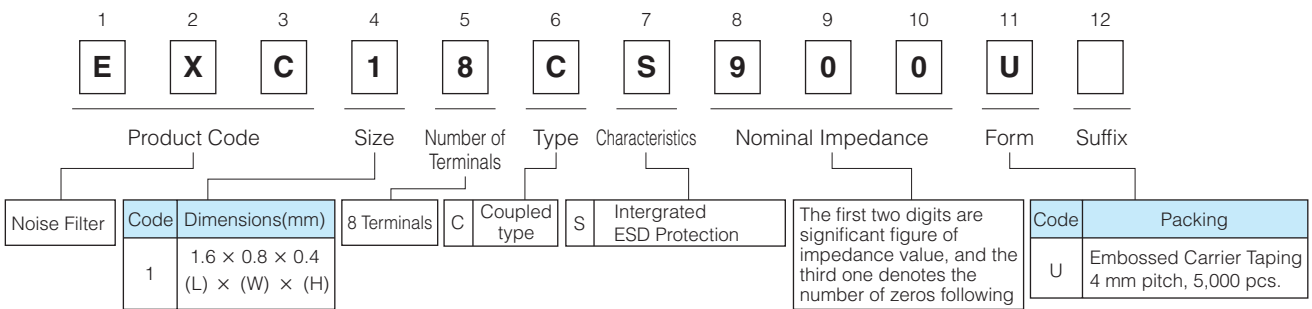 1 2 3 4 5 6 7 8 9 10 11 12
E X C 1 8 C S 9 0 0 U
Product Code Size Number of Terminals Type Characteristics Nominal Impedance Form Suffix
Noise Filter
Code Dimensions(mm)
1 1.6 × 0.8 × 0.4
(L) × (W) × (H)
8 Terminals
C Coupled
type
S Intergrated
ESD Protection
The first two digits are
significant figure of
impedance value, and the
third one denotes the
number of zeros following
Code Packing
U Embossed Carrier Taping
4 mm pitch, 5,000 pcs.